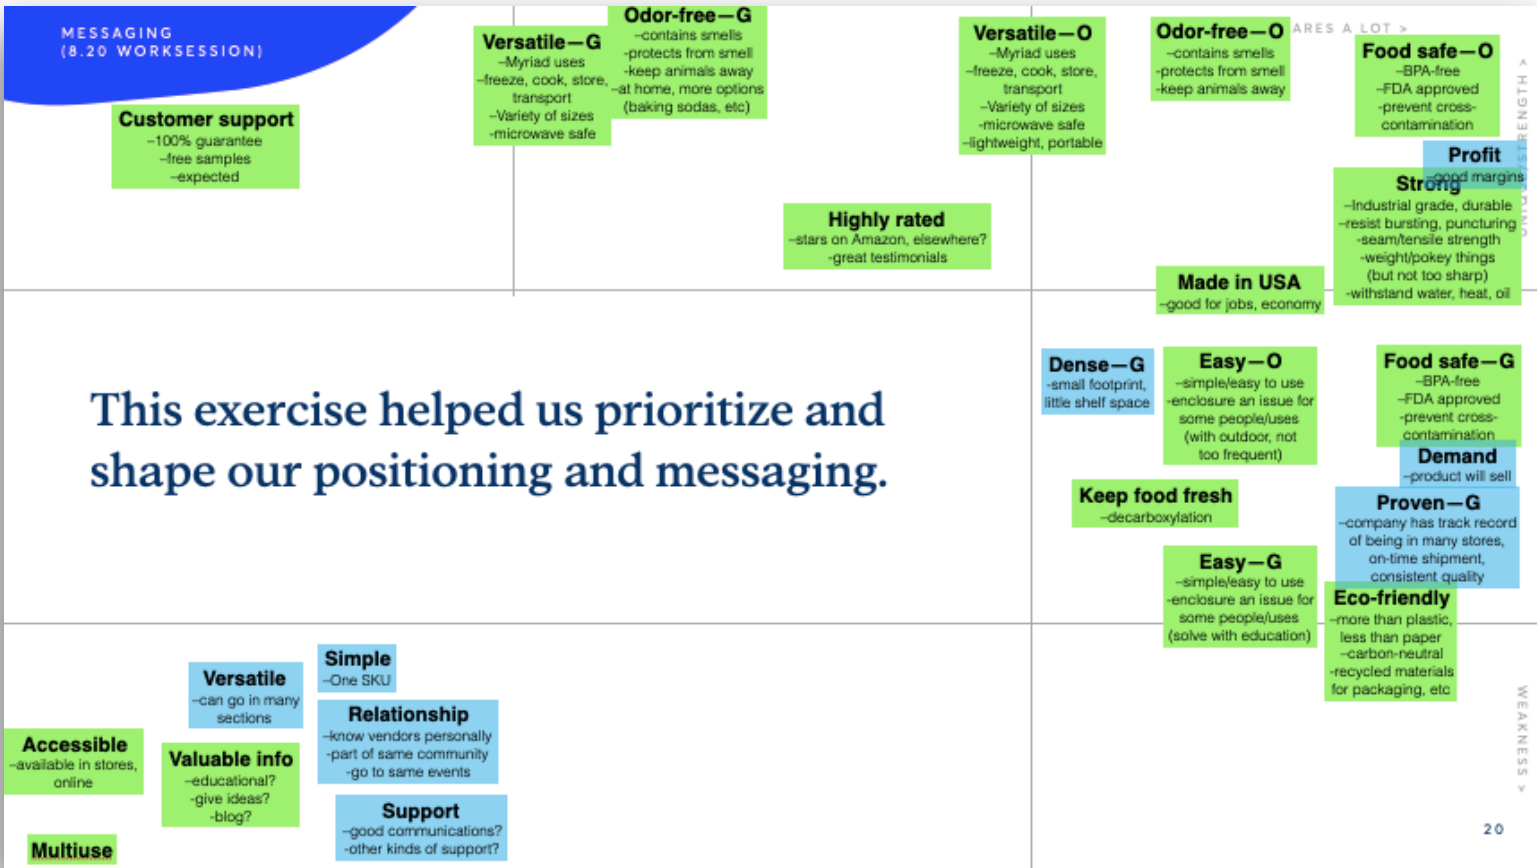 MESSAGING
(8.20 WORKSESSION)
Customer support
–100% guarantee
–free samples
–expected
Versatile—G
–Myriad uses
–freeze, cook, store,
transport
–Variety of sizes
-microwave safe
Odor-free—G
–contains smells
-protects from smell
-keep animals away
–at home, more options
(baking sodas, etc)
Versatile—O
–Myriad uses
–freeze, cook, store,
transport
–Variety of sizes
-microwave safe
–lightweight, portable
Odor-free—O
–contains smells
-protects from smell
-keep animals away
ARES A LOT >
Food safe—O
–BPA-free
–FDA approved
-prevent cross-
contamination
Profit
–good margins
Strong
–Industrial grade, durable
–resist bursting, puncturing
-seam/tensile strength
-weight/pokey things
(but not too sharp)
-withstand water, heat, oil
STRENGTH >
Highly rated
–stars on Amazon, elsewhere?
-great testimonials
Made in USA
–good for jobs, economy
This exercise helped us prioritize and
shape our positioning and messaging.
Dense—G
-small footprint,
little shelf space
Easy—O
–simple/easy to use
-enclosure an issue for
some people/uses
(with outdoor, not
too frequent)
Food safe—G
–BPA-free
–FDA approved
-prevent cross-
contamination
Demand
–product will sell
Keep food fresh
–decarboxylation
Proven—G
–company has track record
of being in many stores,
on-time shipment,
consistent quality
Easy—G
–simple/easy to use
-enclosure an issue for
some people/uses
(solve with education)
Eco-friendly
–more than plastic,
less than paper
–carbon-neutral
-recycled materials
for packaging, etc
Simple
–One SKU
Versatile
–can go in many
sections
Relationship
–know vendors personally
-part of same community
-go to same events
Accessible
–available in stores,
online
Valuable info
–educational?
-give ideas?
-blog?
Support
–good communications?
-other kinds of support?
Multiuse
WEAKNESS >
20